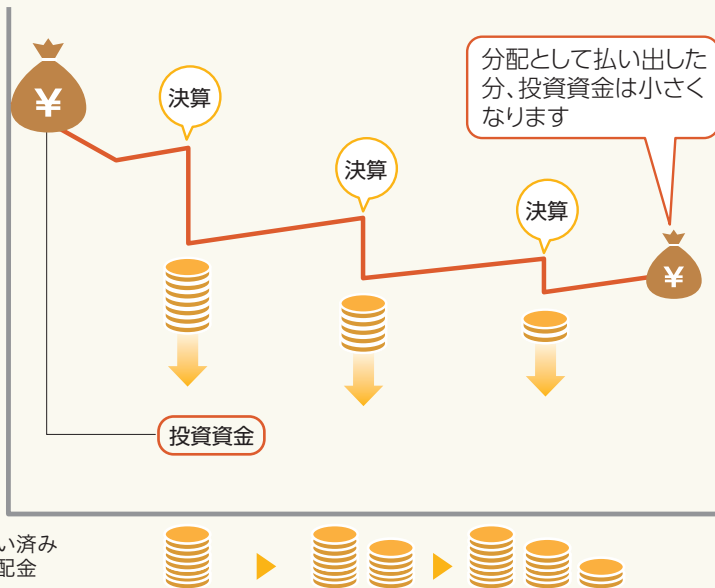 ¥
決算
分配として払い出した
分、投資資金は小さく
なります
決算
決算
¥
投資資金
い済み
配金